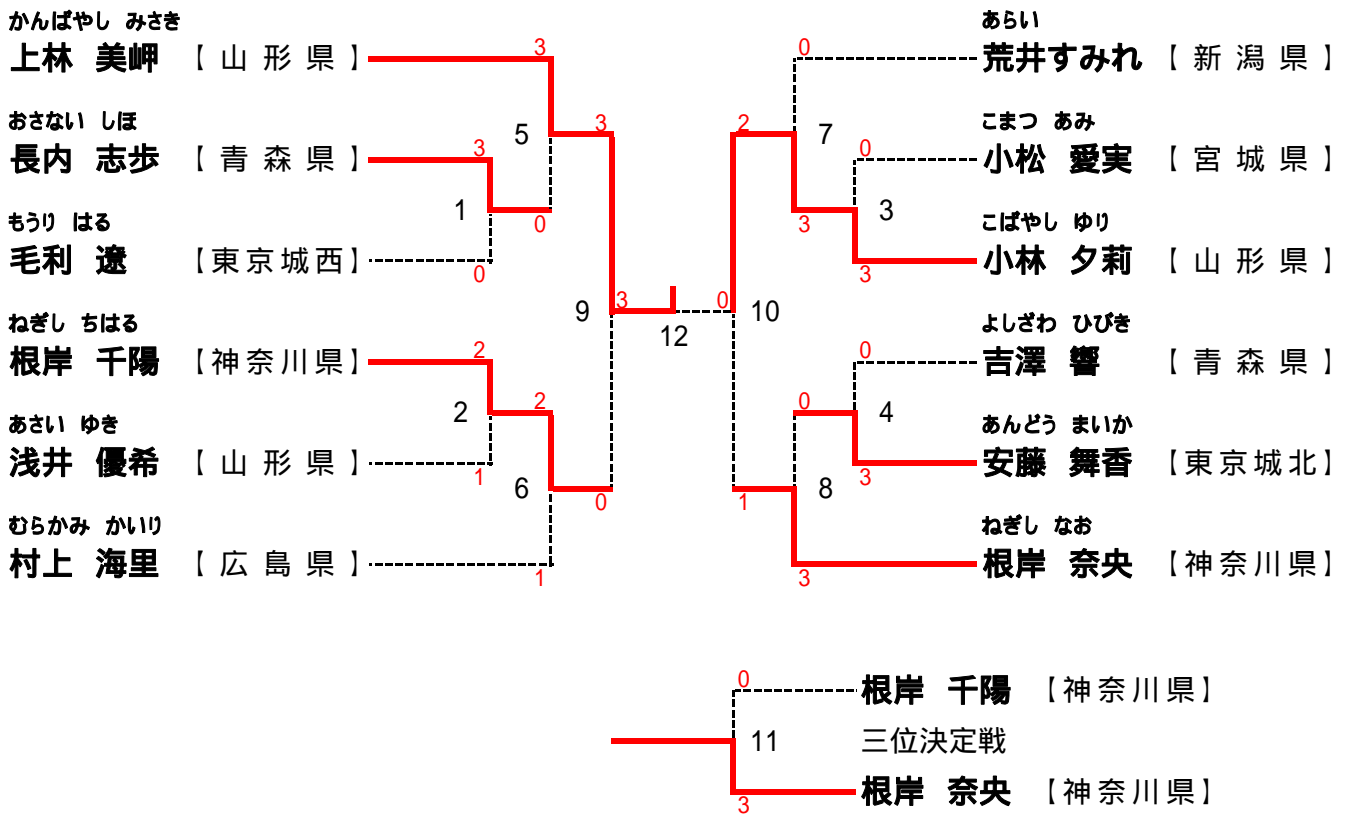 かんばやし みさき
上林 美岬 【 山 形 県 】
3
おさない しほ
長内 志歩 【 青 森 県 】
3
5
3
1
0
もうり はる
毛利 遼 【東京城西】
0
9
3
ねぎし ちはる
根岸 千陽 【神奈川県】
2
2
2
あさい ゆき
浅井 優希 【 山 形 県 】
1
6
0
むらかみ かいり
村上 海里 【 広 島 県 】
1
12
あらい
0
荒井すみれ 【 新 潟 県 】
こまつ あみ
2
7
0
小松 愛実 【 宮 城 県 】
3
3
こばやし ゆり
小林 夕莉 【 山 形 県 】
3
0
10
よしざわ ひびき
0
吉澤 響 【 青 森 県 】
0
4
あんどう まいか
安藤 舞香 【東京城北】
3
1
8
ねぎし なお
根岸 奈央 【神奈川県】
3
0
根岸 千陽 【神奈川県】
11
三位決定戦
根岸 奈央 【神奈川県】
3